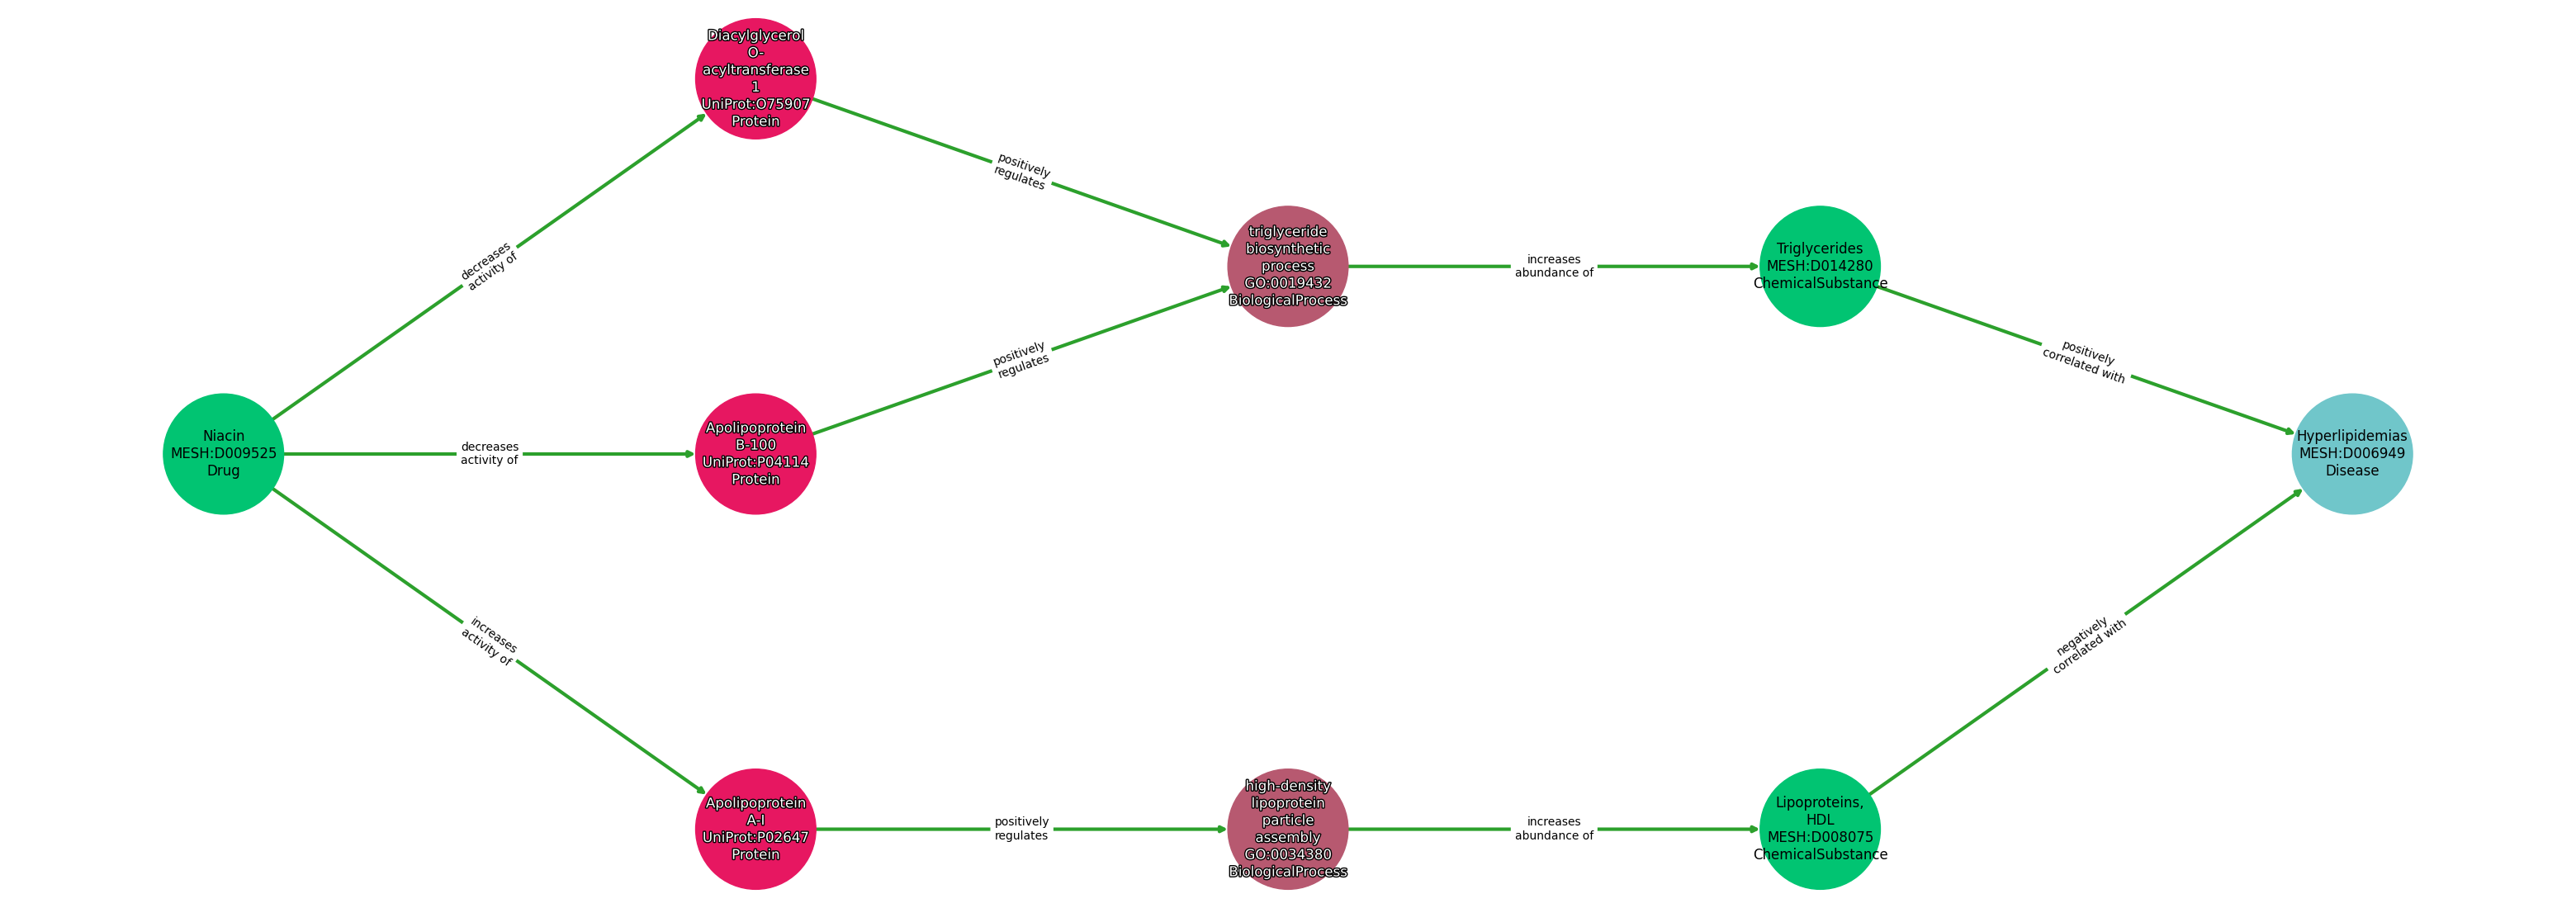 Diacylglycerol
O-
acyltransferase
1
UniProt:O75907
Protein
positively
regulates
decreases
activity of
triglyceride
biosynthetic
process
GO:0019432
BiologicalProcess
increases
abundance of
Triglycerides
MESH:D014280
ChemicalSubstance
positively
regulates
positively
correlated with
Niacin
MESH:D009525
Drug
decreases
activity of
Apolipoprotein
B-100
UniProt:P04114
Protein
Hyperlipidemias
MESH:D006949
Disease
increases
activity of
negatively
correlated with
Apolipoprotein
A-I
UniProt:P02647
Protein
positively
regulates
high-density
lipoprotein
particle
assembly
GO:0034380
BiologicalProcess
increases
abundance of
Lipoproteins,
HDL
MESH:D008075
ChemicalSubstance